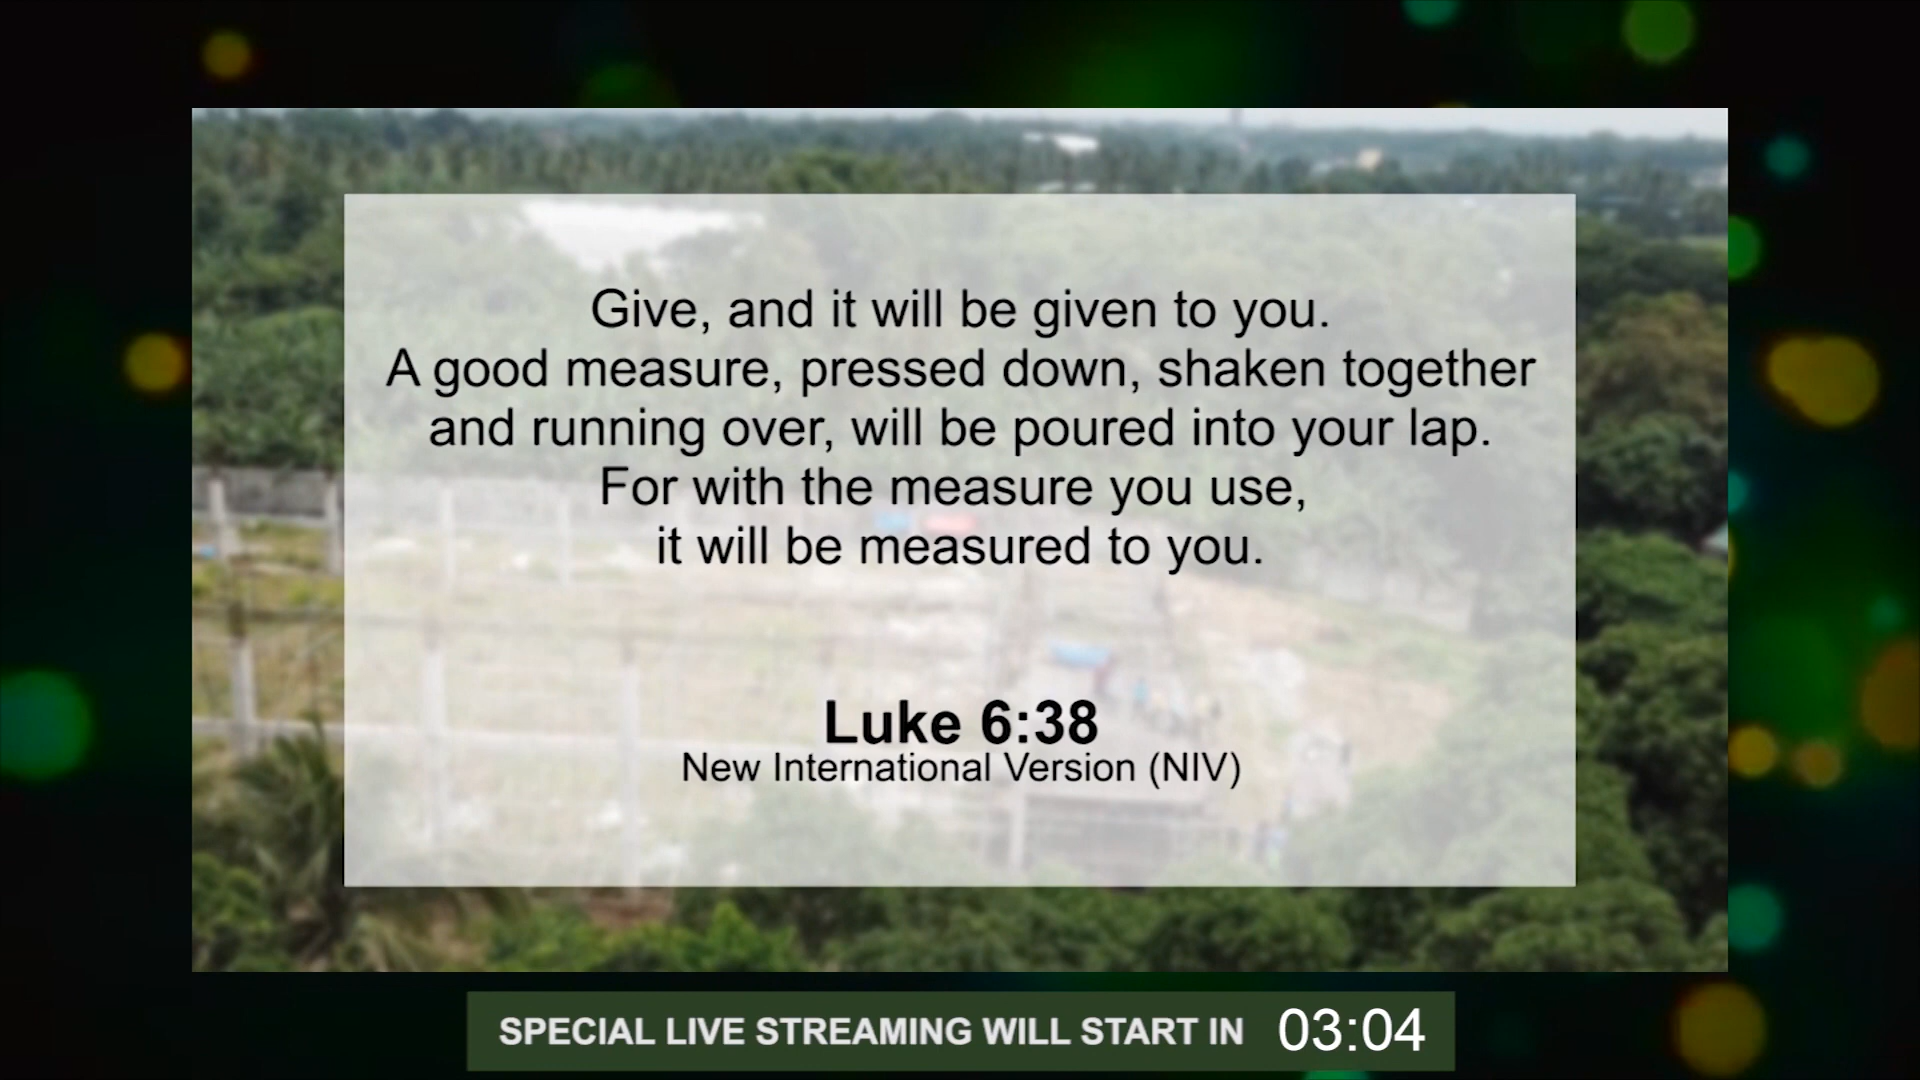 Give, and it will be given to you.
A good measure, pressed down, shaken together
and running over, will be poured into your lap.
For with the measure you use,
it will be measured to you.
Luke 6:38
New International Version (NIV)
SPECIAL LIVE STREAMING WILL START IN 03:04